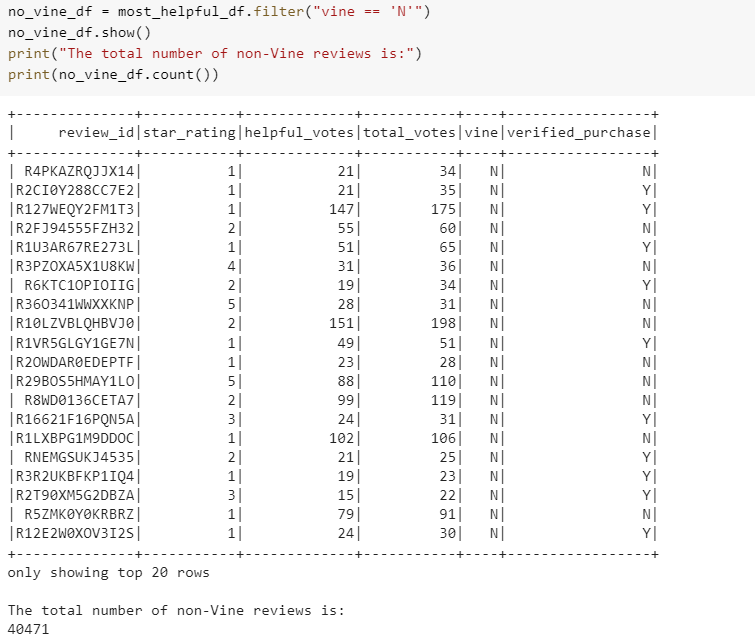 no_vine_df = most_helpful_df.filter("vine == 'N'")
no_vine_df.show()
print("The total number of non-Vine reviews is:")
print(no_vine_df.count())
+--------------+-----------+-------------+-----------+----+-----------------+
|     review_id|star_rating|helpful_votes|total_votes|vine|verified_purchase|
+--------------+-----------+-------------+-----------+----+-----------------+
| R4PKAZRQJJX14|          1|           21|         34|   N|                N|
|R2CI0Y288CC7E2|          1|           21|         35|   N|                Y|
|R127WEQY2FM1T3|          1|          147|        175|   N|                Y|
|R2FJ94555FZH32|          2|           55|         60|   N|                N|
|R1U3AR67RE273L|          1|           51|         65|   N|                Y|
|R3PZOXA5X1U8KW|          4|           31|         36|   N|                N|
| R6KTC1OPIOIIG|          2|           19|         34|   N|                Y|
|R36O341WWXXKNP|          5|           28|         31|   N|                N|
|R10LZVBLQHBVJ0|          2|          151|        198|   N|                N|
|R1VR5GLGY1GE7N|          1|           49|         51|   N|                Y|
|R2OWDAR0EDEPTF|          1|           23|         28|   N|                N|
|R29BOS5HMAY1LO|          5|           88|        110|   N|                N|
| R8WD0136CETA7|          2|           99|        119|   N|                N|
|R16621F16PQN5A|          3|           24|         31|   N|                Y|
|R1LXBPG1M9DDOC|          1|          102|        106|   N|                N|
| RNEMGSUKJ4535|          2|           21|         25|   N|                Y|
|R3R2UKBFKP1IQ4|          1|           19|         23|   N|                Y|
|R2T90XM5G2DBZA|          3|           15|         22|   N|                Y|
| R5ZMK0Y0KRBRZ|          1|           79|         91|   N|                N|
|R12E2W0XOV3I2S|          1|           24|         30|   N|                Y|
+--------------+-----------+-------------+-----------+----+-----------------+
only showing top 20 rows
The total number of non-Vine reviews is:
40471